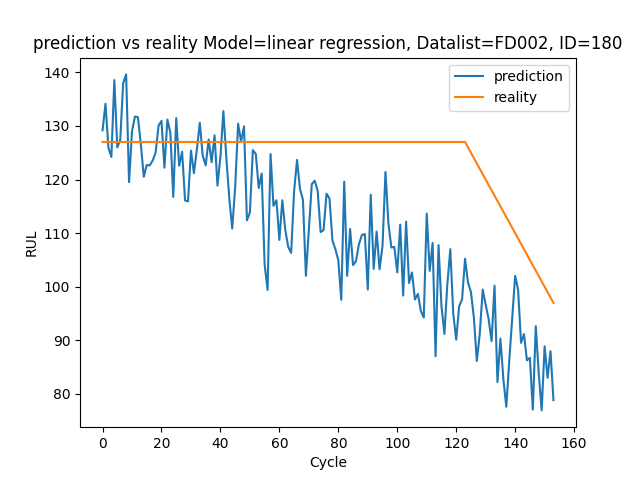 prediction vs reality Model=linear regression, Datalist=FD002, ID=180
prediction
reality
RUL
140
130
120
110
100
90
80
0 20 40 60 80 100 120 140 160
Cycle